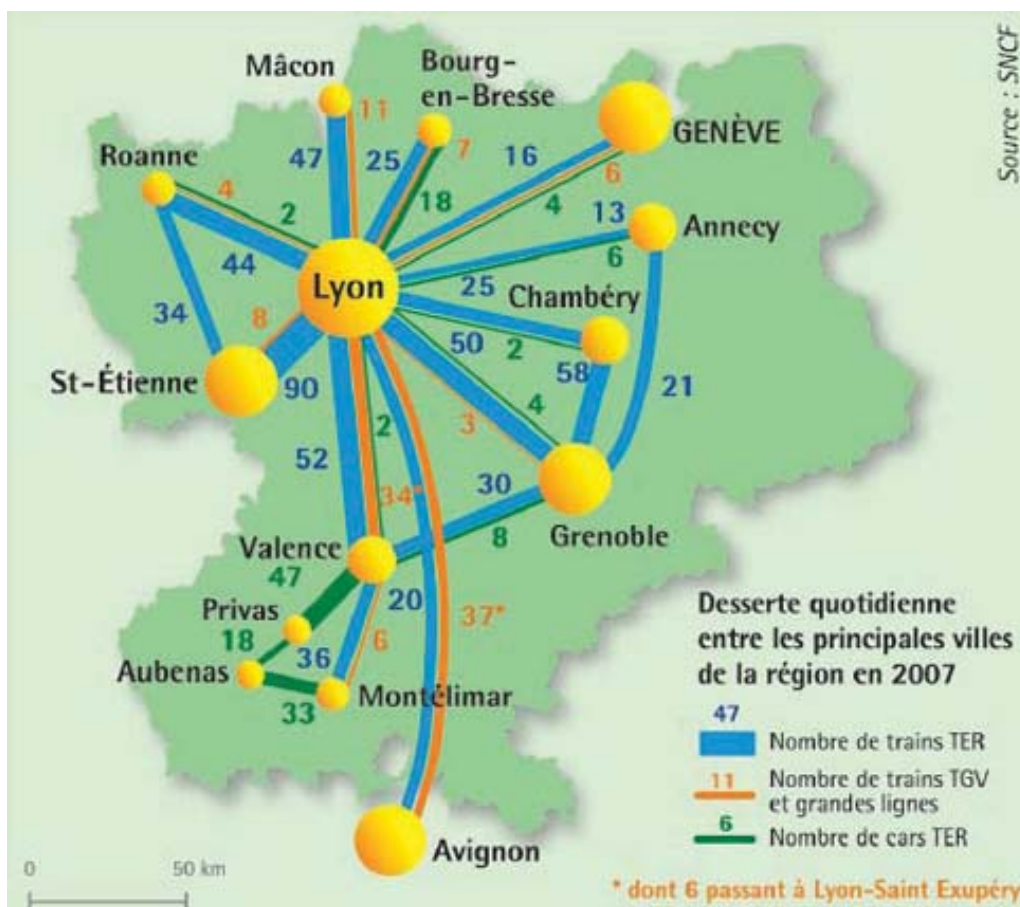 Source : SNCF
Mâcon
Bourg-
en-Bresse
GENÈVE
Roanne
Annecy
Lyon
Chambéry
St-Étienne
Grenoble
Valence
Privas
Aubenas
Montélimar
Avignon
11
47
25
7
18
16
6
4
13
6
4
2
44
34
8
90
25
50
2
58
21
4
3
52
2
34*
30
8
47
20
37*
18
36
6
33
Desserte quotidienne
entre les principales villes
de la région en 2007
47
Nombre de trains TER
11
Nombre de trains TGV
et grandes lignes
6
Nombre de cars TER
0 50 km
* dont 6 passant à Lyon-Saint Exupéry